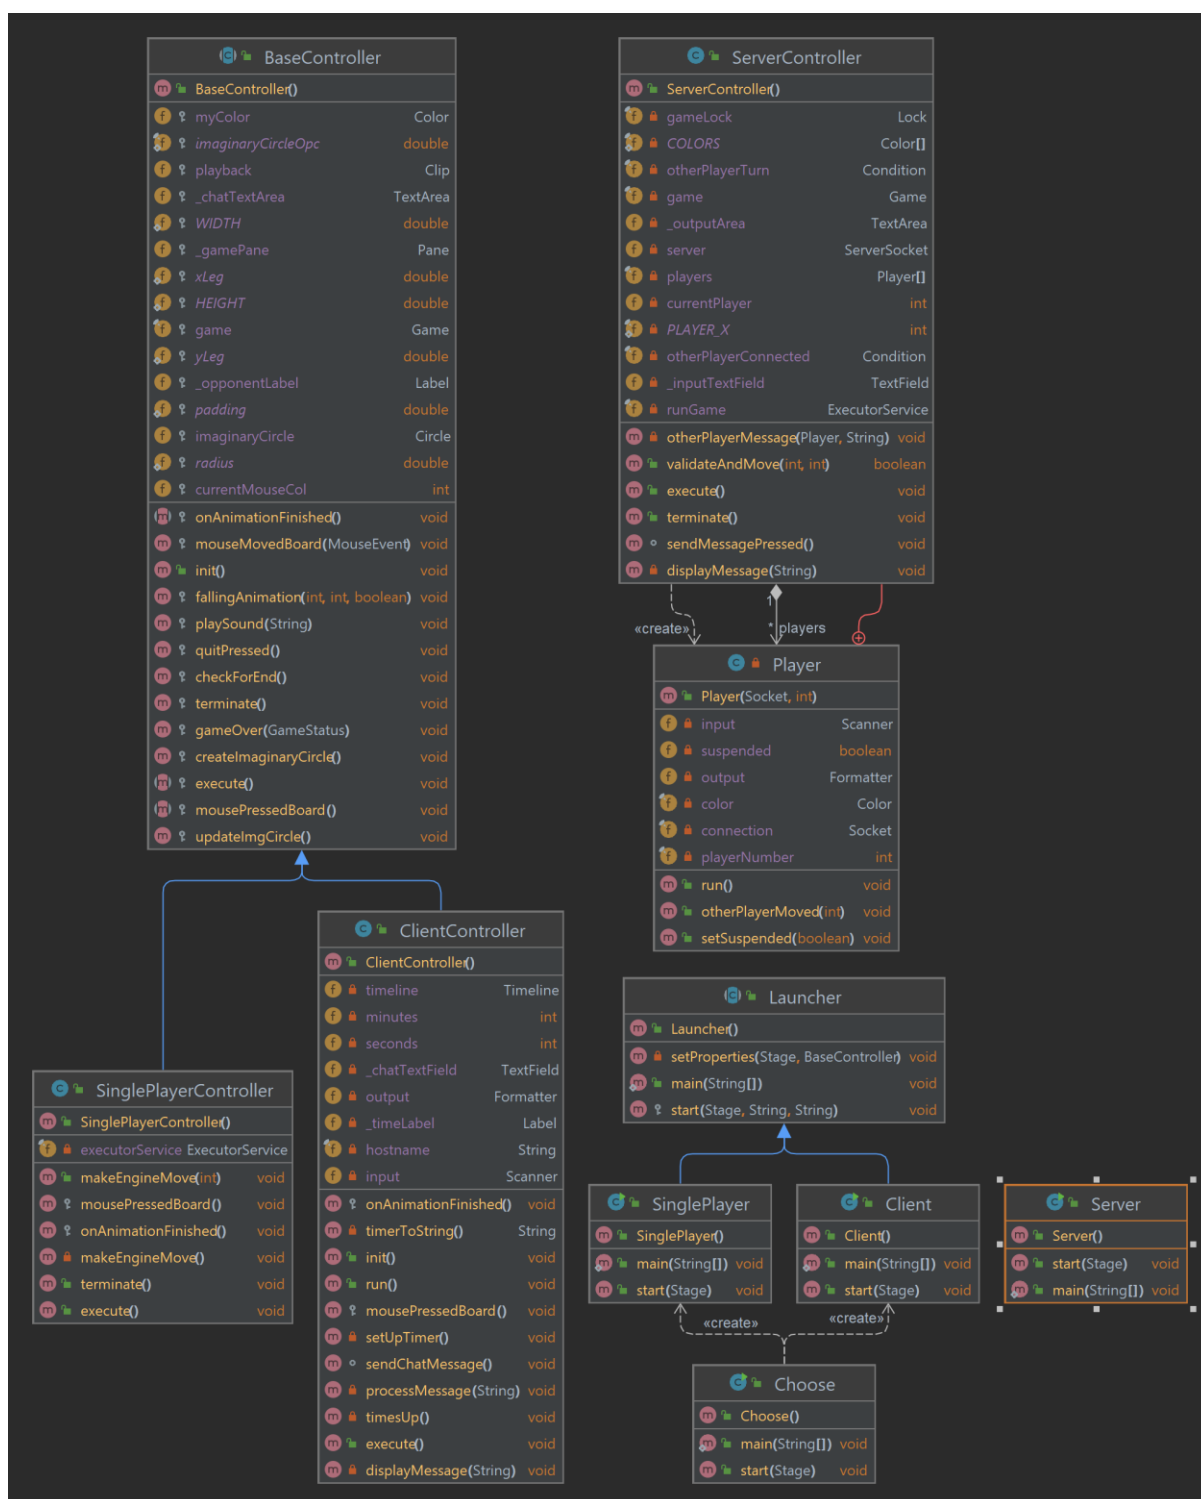 BaseController
BaseController()
myColor Color
imaginaryCircleOpc double
playback Clip
_chatTextArea TextArea
WIDTH double
_gamePane Pane
xLeg double
HEIGHT double
game Game
yLeg double
_opponentLabel Label
padding double
imaginaryCircle Circle
radius double
currentMouseCol int
onAnimationFinished() void
mouseMovedBoard(MouseEvent) void
init() void
fallingAnimation(int, int, boolean) void
playSound(String) void
quitPressed() void
checkForEnd() void
terminate() void
gameOver(GameStatus) void
createImaginaryCircle() void
execute() void
mousePressedBoard() void
updateImgCircle() void
ServerController
ServerController()
gameLock Lock
COLORS Color[]
otherPlayerTurn Condition
game Game
_outputArea TextArea
server ServerSocket
players Player[]
currentPlayer int
PLAYER_X int
otherPlayerConnected Condition
_inputTextField TextField
runGame ExecutorService
otherPlayerMessage(Player, String) void
validateAndMove(int, int) boolean
execute() void
terminate() void
sendMessagePressed() void
displayMessage(String) void
1
«create» * players
Player
Player(Socket, int)
input Scanner
suspended boolean
output Formatter
color Color
connection Socket
playerNumber int
run() void
otherPlayerMoved(int) void
setSuspended(boolean) void
ClientController
ClientController()
timeline Timeline
minutes int
seconds int
_chatTextField TextField
output Formatter
_timeLabel Label
hostname String
input Scanner
onAnimationFinished() void
timerToString() String
init() void
run() void
mousePressedBoard() void
setUpTimer() void
sendChatMessage() void
processMessage(String) void
timesUp() void
execute() void
displayMessage(String) void
SinglePlayerController
SinglePlayerController()
executorService ExecutorService
makeEngineMove(int) void
mousePressedBoard() void
onAnimationFinished() void
makeEngineMove() void
terminate() void
execute() void
Launcher
Launcher()
setProperties(Stage, BaseController) void
main(String[]) void
start(Stage, String, String) void
SinglePlayer
SinglePlayer()
main(String[]) void
start(Stage) void
Client
Client()
main(String[]) void
start(Stage) void
Server
Server()
start(Stage) void
main(String[]) void
«create» «create»
Choose
Choose()
main(String[]) void
start(Stage) void